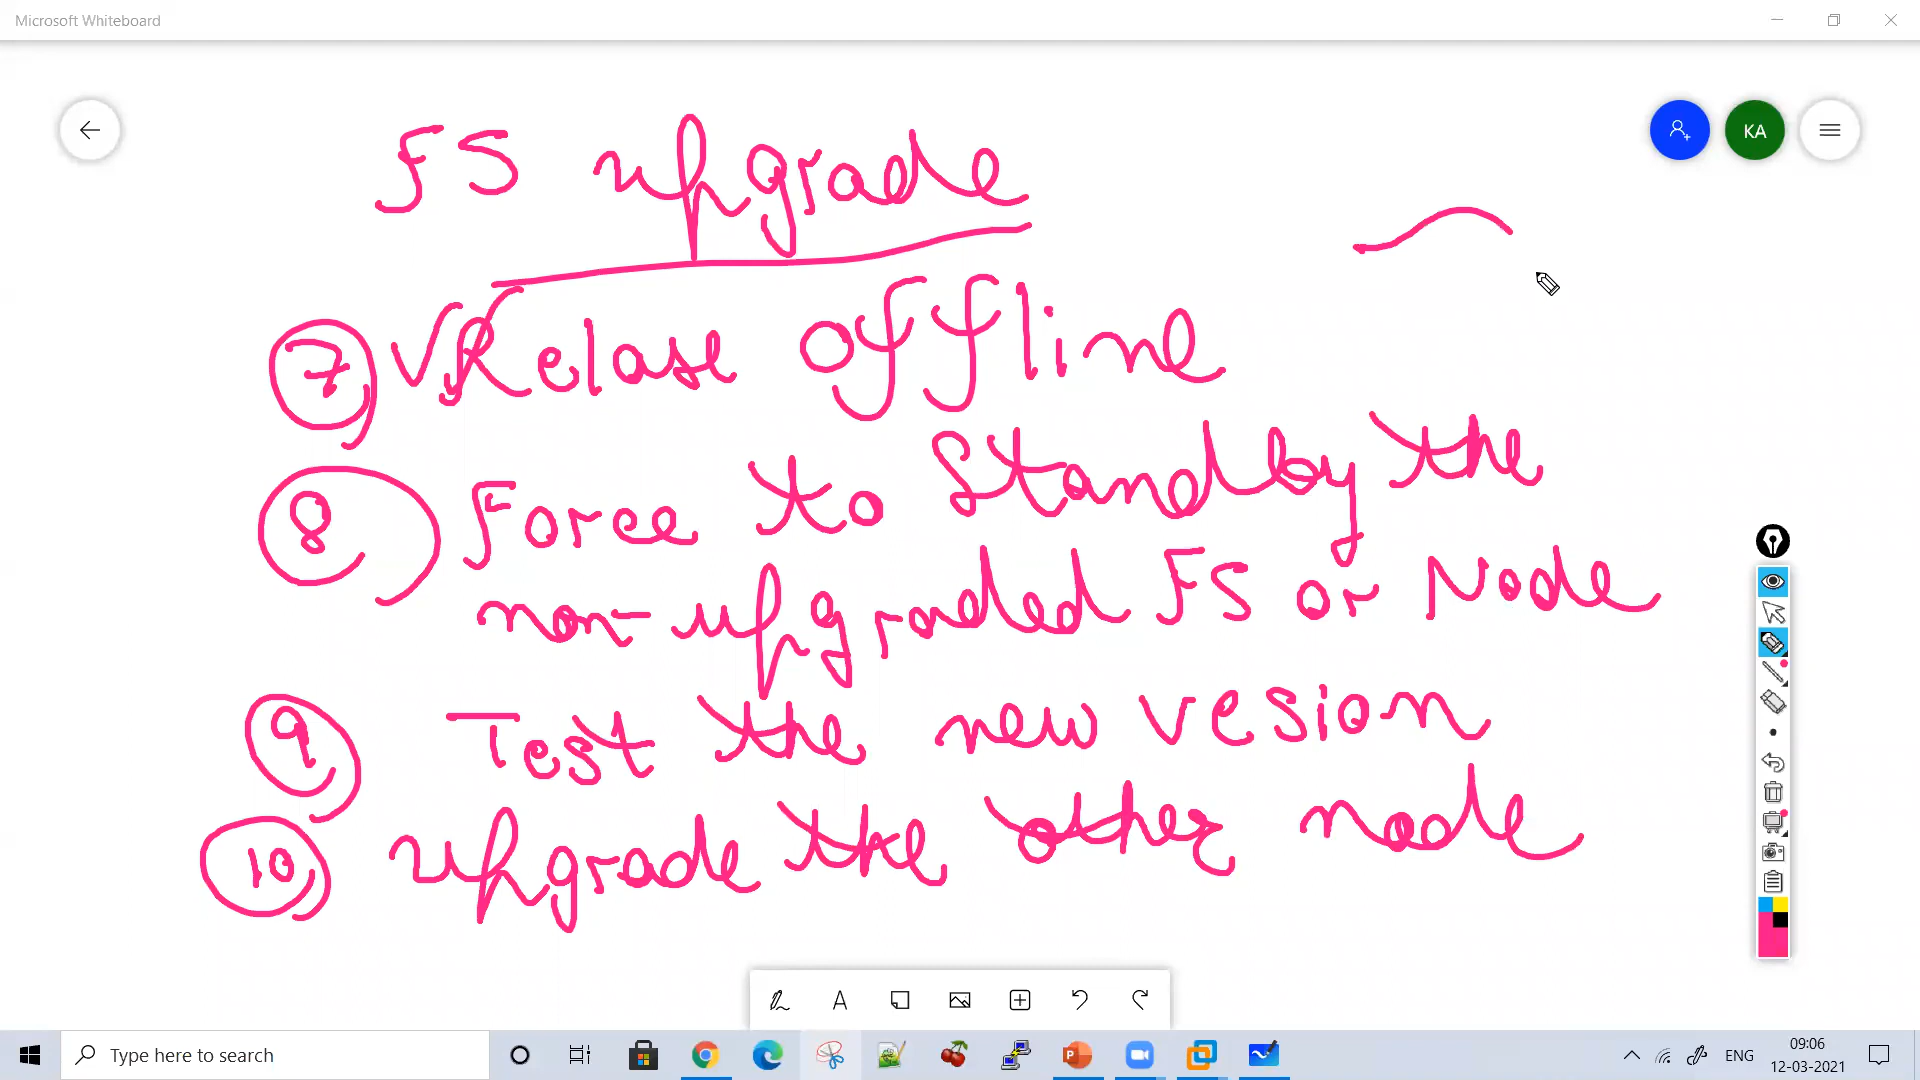 Microsoft Whiteboard
KA
FS upgrade
7 Relase offline
8 Force to Standby the
non-upgraded FS or Node
9 Test the new vesion
10 upgrade the other node
A
Type here to search
ENG
09:06
12-03-2021